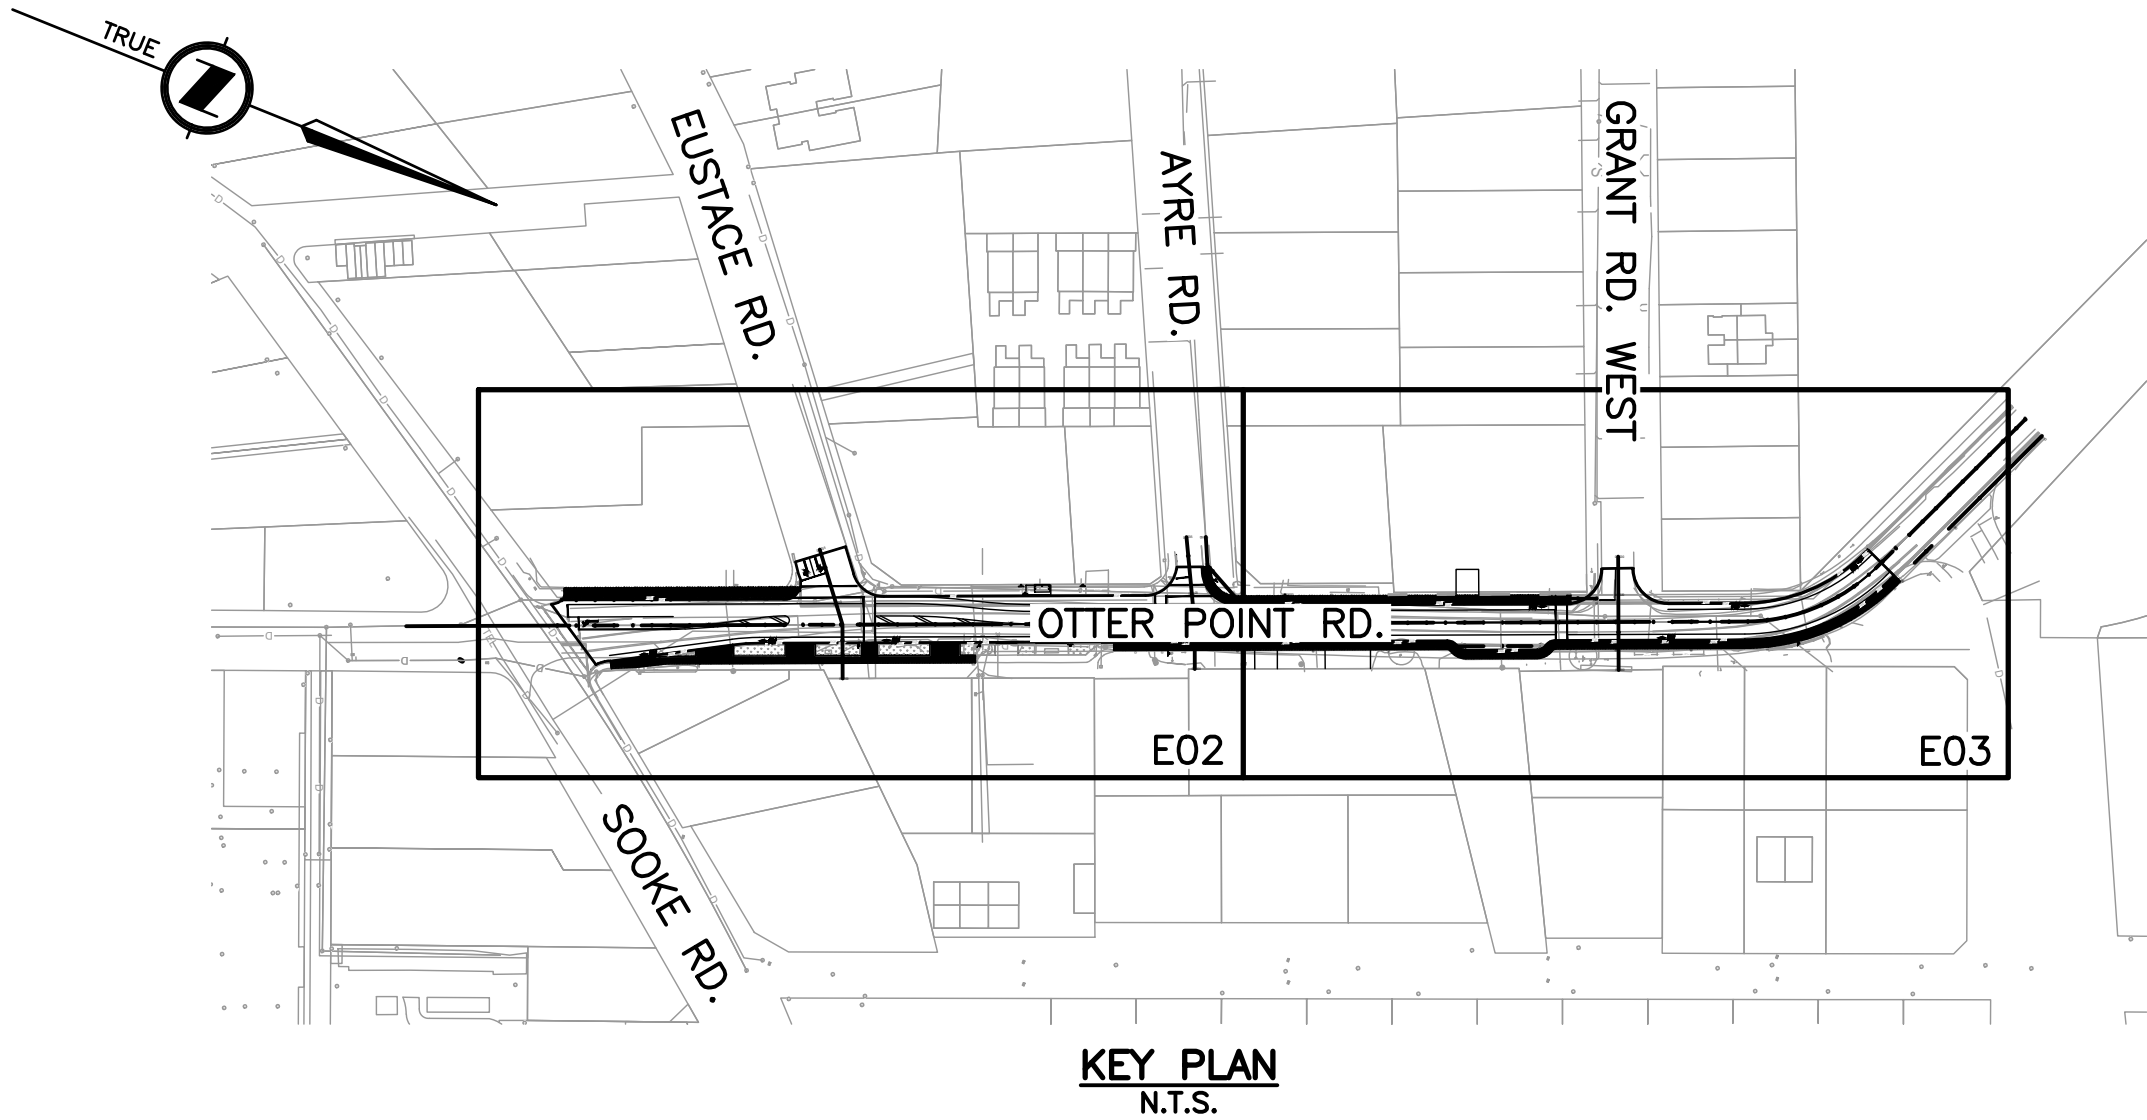 TRUE
EUSTACE RD.
AYRE RD.
GRANT RD. WEST
OTTER POINT RD.
E02
E03
SOOKE RD.
KEY PLAN
N.T.S.